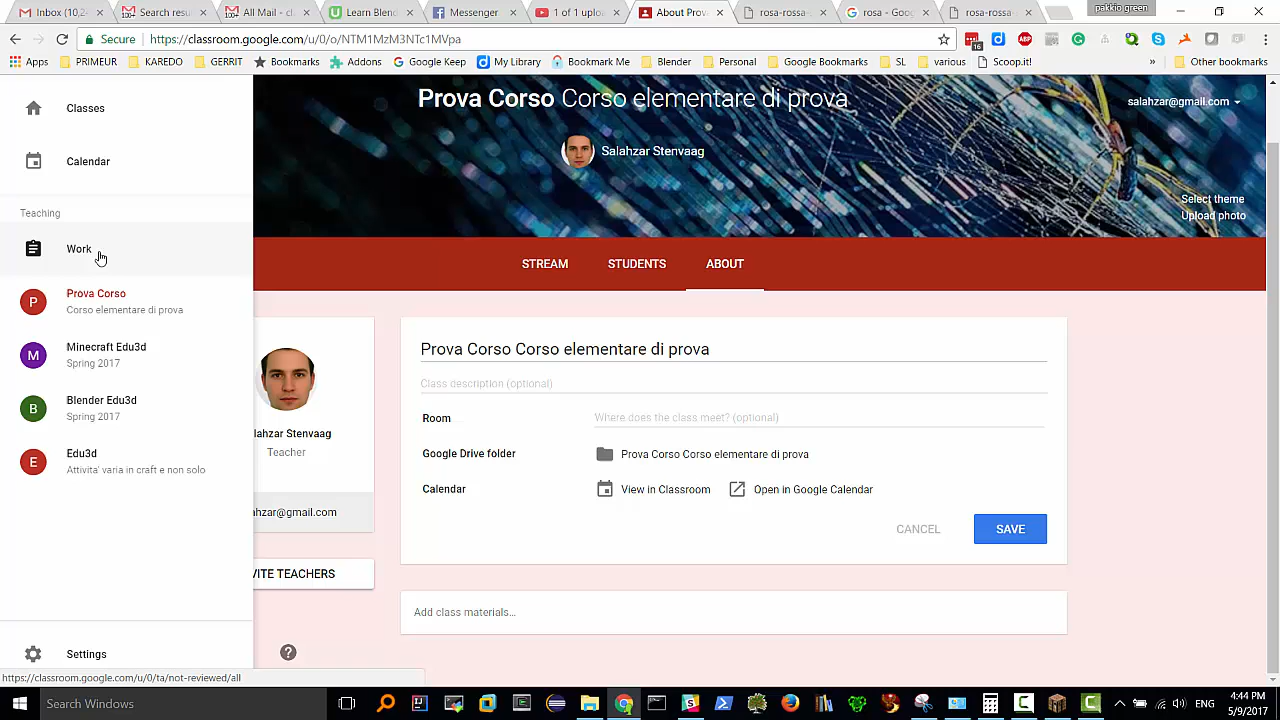 Inbox (10,24
Search resu
All Mail - cl
Learn Blend
Messenger
1 of 1 uplo
About Prova
rosa-rossa-
rosa - Goog
rosa-rossa-
pakhio green
Secure
https://classroom.google.com/u/0/o/NTM1MzM3NTc1MVpa
16
ABP
Apps
PRIMEUR
KAREDO
GERRIT
Bookmarks
Addons
Google Keep
My Library
Bookmark Me
Blender
Personal
Google Bookmarks
SL
various
Scoop.it!
»
Other bookmarks
Classes
Calendar
Teaching
Work
P
Prova Corso
Corso elementare di prova
M
Minecraft Edu3d
Spring 2017
B
Blender Edu3d
Spring 2017
E
Edu3d
Attivita' varia in craft e non solo
Settings
https://classroom.google.com/u/0/ta/not-reviewed/all
Prova Corso Corso elementare di prova
Salahzar Stenvaag
salahzar@gmail.com
Select theme
Upload photo
STREAM
STUDENTS
ABOUT
lahzar Stenvaag
Teacher
ahzar@gmail.com
VITE TEACHERS
Prova Corso Corso elementare di prova
Class description (optional)
Room
Where does the class meet? (optional)
Google Drive folder
Prova Corso Corso elementare di prova
Calendar
View in Classroom
Open in Google Calendar
CANCEL
SAVE
Add class materials...
Search Windows
ENG
4:44 PM
5/9/2017